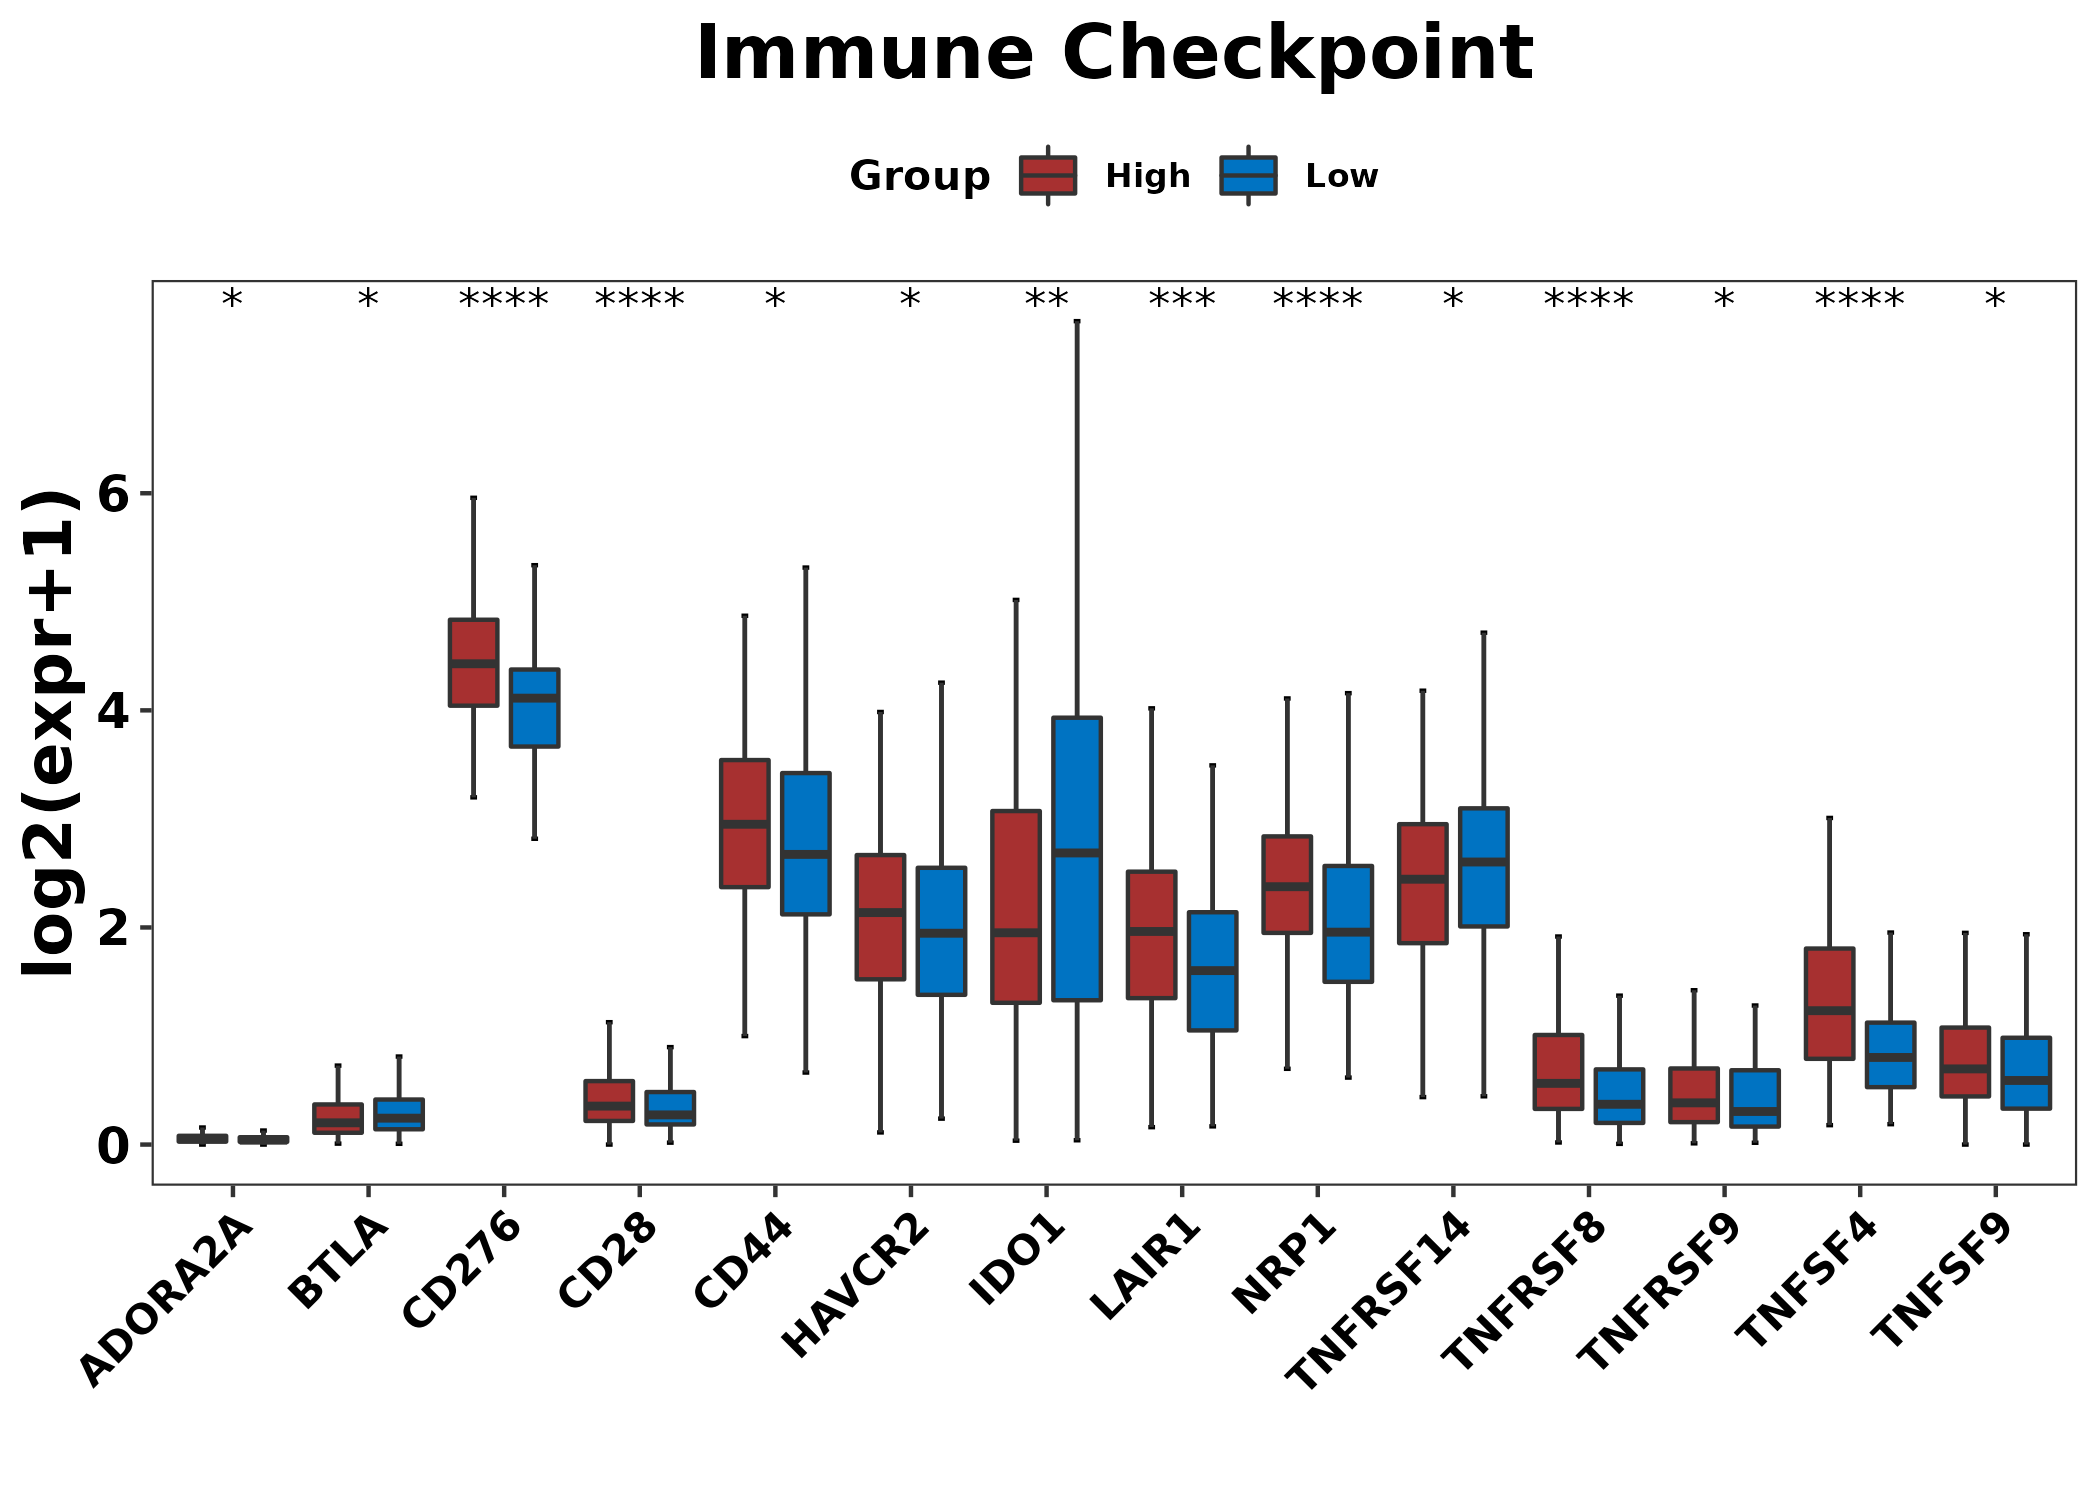 Immune Checkpoint
Group High Low
* * **** **** * * ** *** **** * **** * **** *
log2(expr+1)
6
4
2
0
ADORA2A BTLA CD276 CD28 CD44 HAVCR2 IDO1 LAIR1 NRP1 TNFRSF14 TNFRSF8 TNFRSF9 TNFSF4 TNFSF9